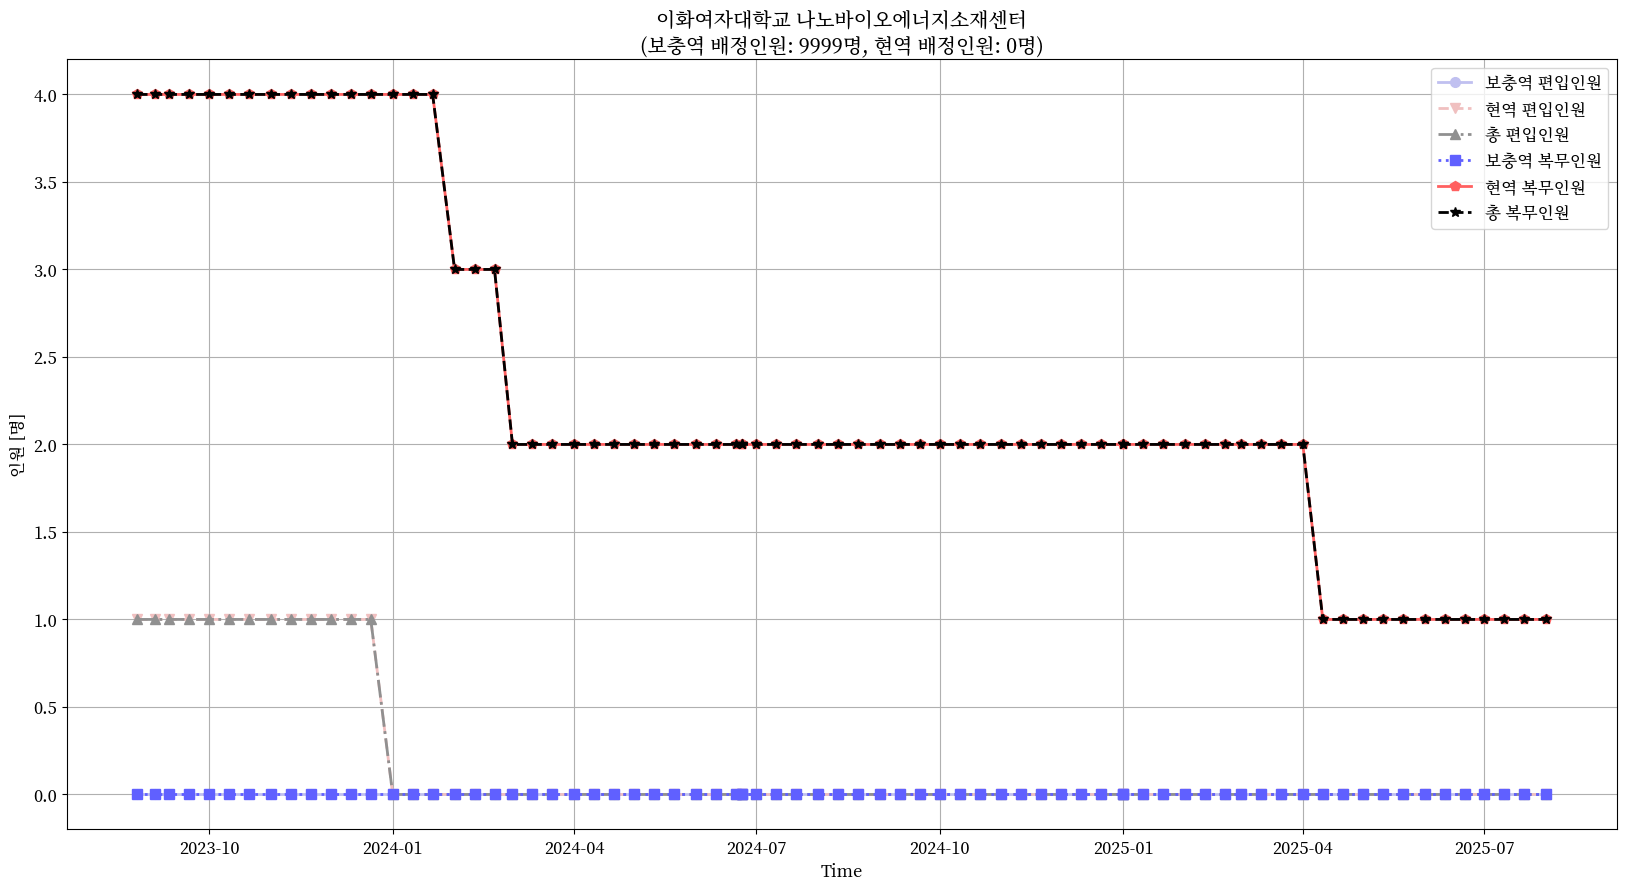 이화여자대학교 나노바이오에너지소재센터
(보충역 배정인원: 9999명, 현역 배정인원: 0명)
보충역 편입인원
현역 편입인원
총 편입인원
보충역 복무인원
현역 복무인원
총 복무인원
인원 [명]
4.0
3.5
3.0
2.5
2.0
1.5
1.0
0.5
0.0
2023-10
2024-01
2024-04
2024-07
2024-10
2025-01
2025-04
2025-07
Time